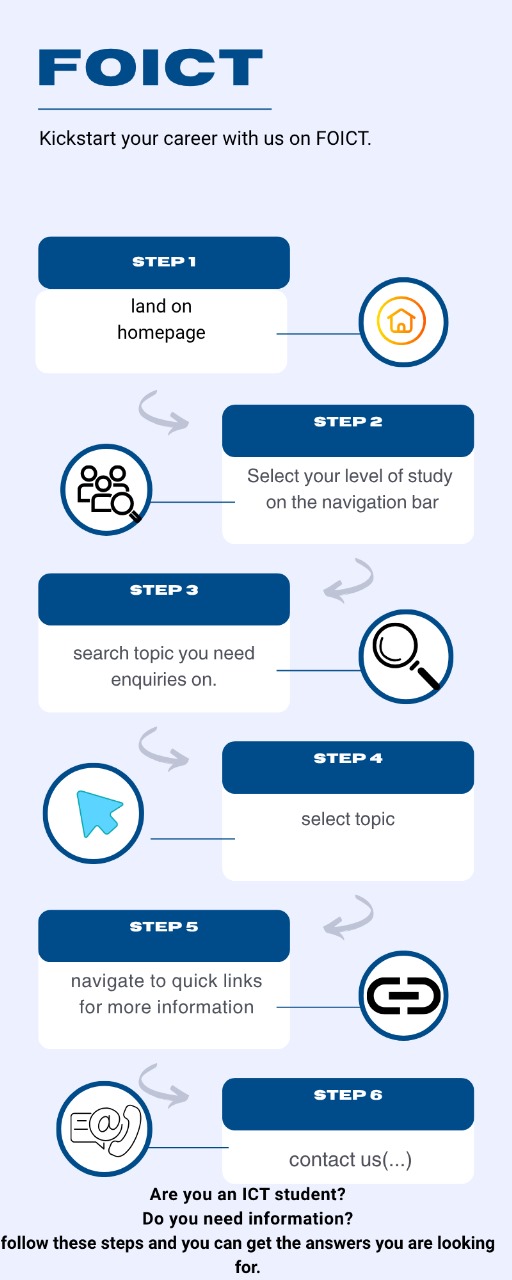 FOICT
Kickstart your career with us on FOICT.
STEP 1
land on
homepage
STEP 2
Select your level of study
on the navigation bar
STEP 3
search topic you need
enquiries on.
STEP 4
select topic
STEP 5
navigate to quick links
for more information
STEP 6
contact us(...)
Are you an ICT student?
Do you need information?
follow these steps and you can get the answers you are looking
for.